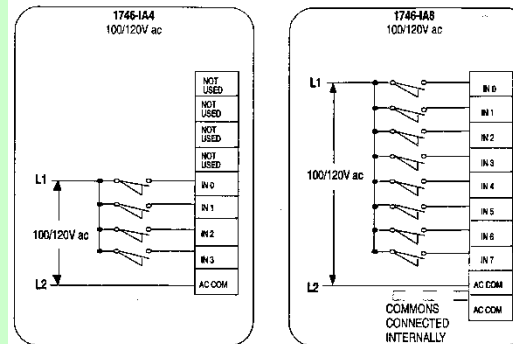 1746-IA4
100/120V ac
NOT
USED
NOT
USED
NOT
USED
NOT
USED
L1
IN 0
IN 1
100/120V ac
IN 2
IN 3
L2
AC COM
1746-IA8
100/120V ac
L1
IN 0
IN 1
IN 2
IN 3
100/120V ac
IN 4
IN 5
IN 6
IN 7
L2
AC COM
COMMONS
CONNECTED
INTERNALLY
AC COM